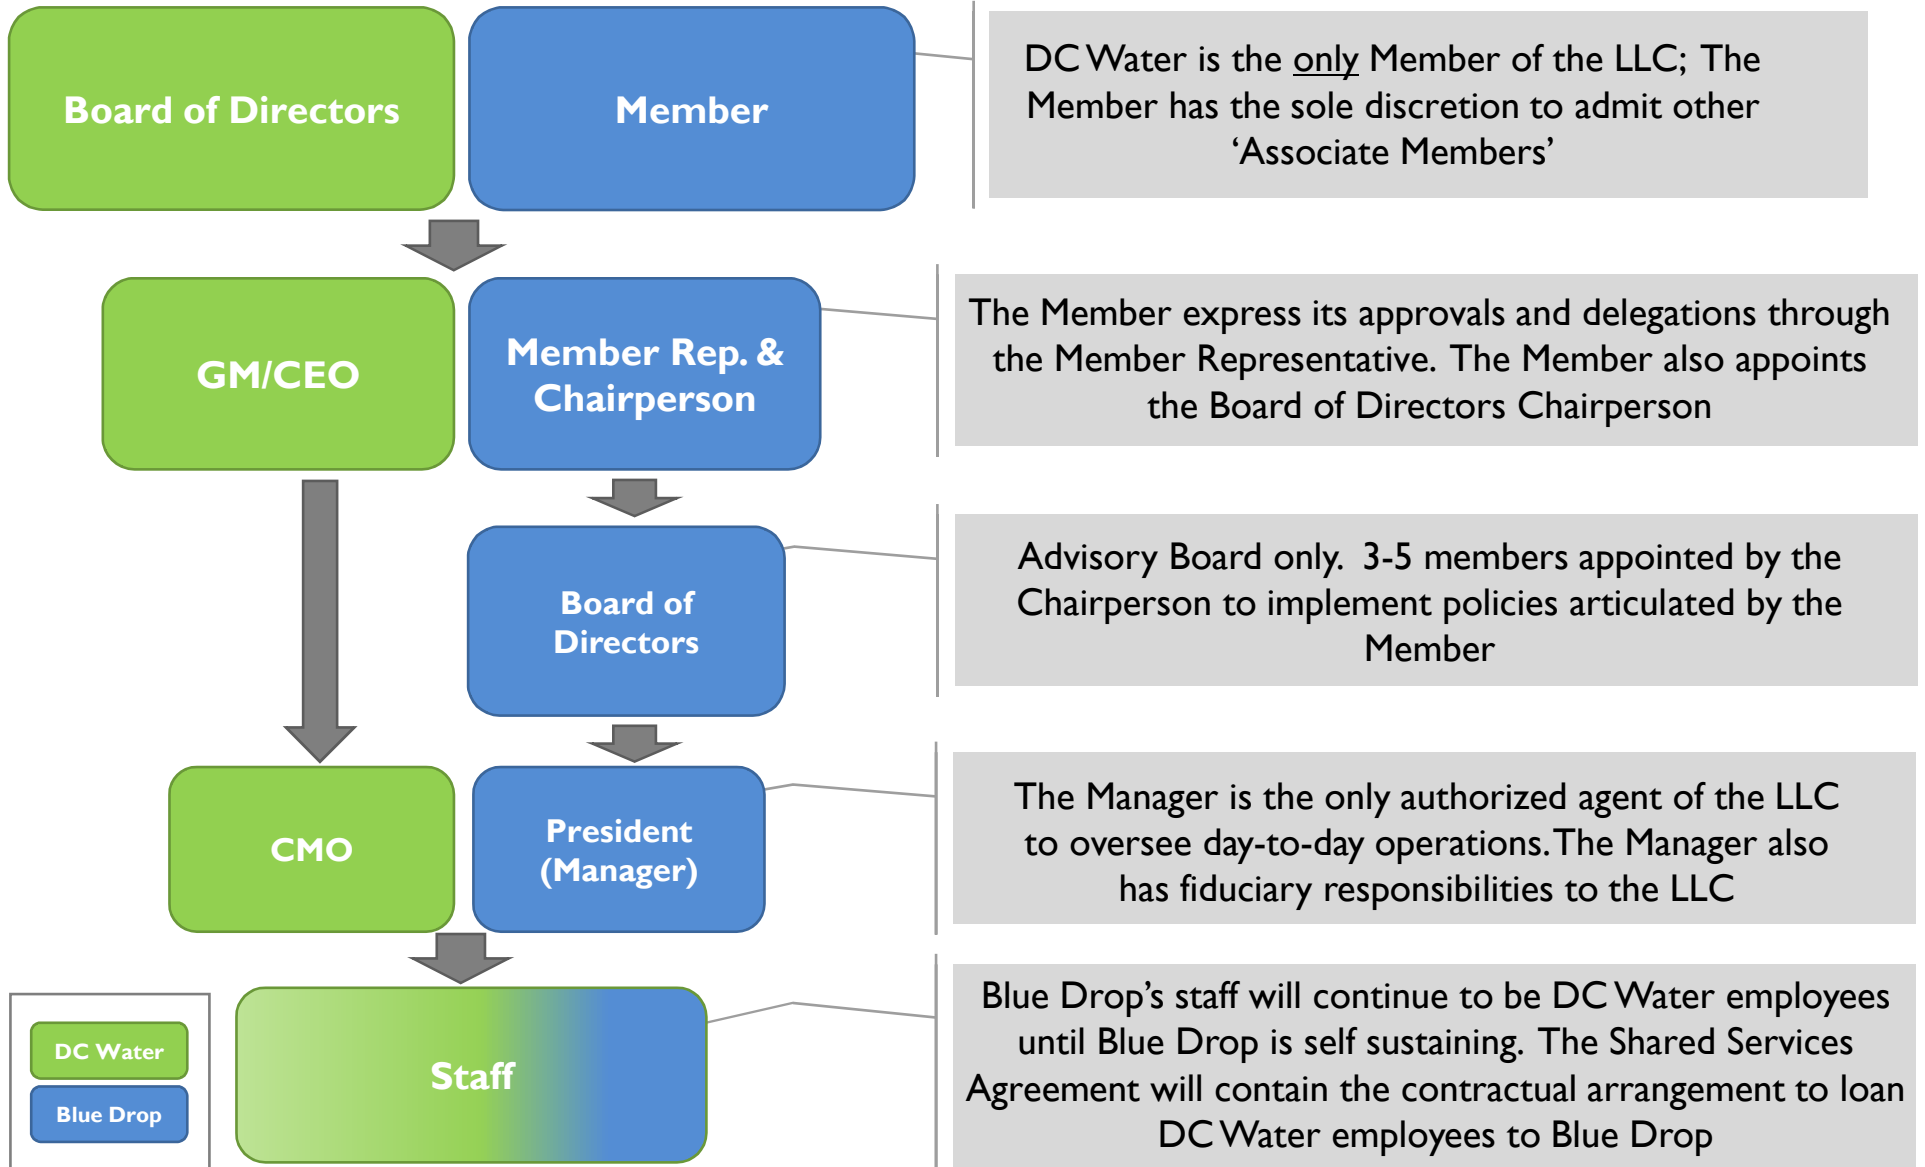 Board of Directors
Member
DC Water is the only Member of the LLC; The
Member has the sole discretion to admit other
‘Associate Members’
GM/CEO
Member Rep. &
Chairperson
The Member express its approvals and delegations through
the Member Representative. The Member also appoints
the Board of Directors Chairperson
Board of
Directors
Advisory Board only. 3-5 members appointed by the
Chairperson to implement policies articulated by the
Member
CMO
President
(Manager)
The Manager is the only authorized agent of the LLC
to oversee day-to-day operations. The Manager also
has fiduciary responsibilities to the LLC
DC Water
Blue Drop
Staff
Blue Drop’s staff will continue to be DC Water employees
until Blue Drop is self sustaining. The Shared Services
Agreement will contain the contractual arrangement to loan
DC Water employees to Blue Drop